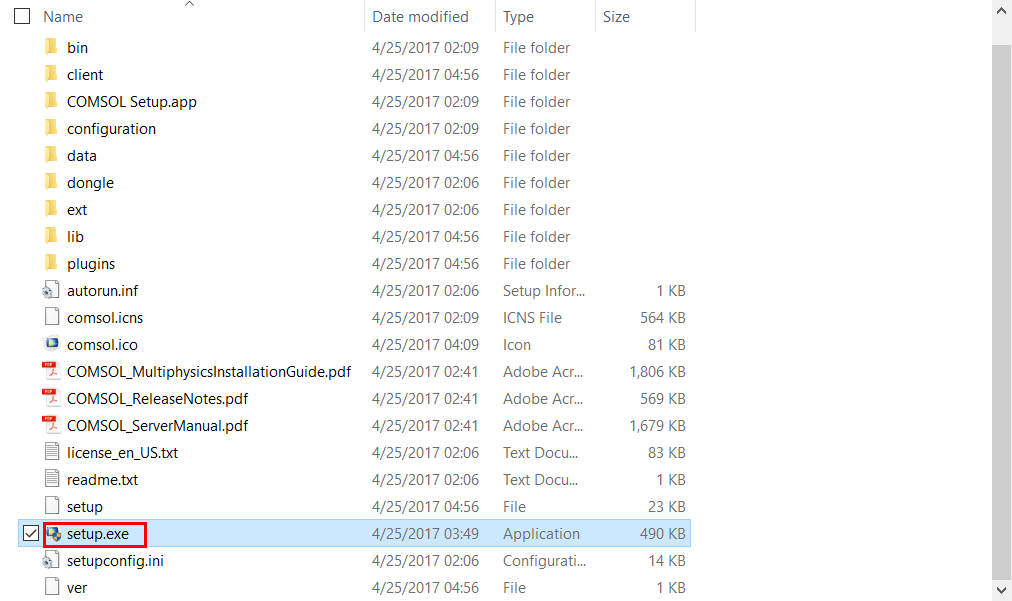 Name Date modified Type Size
bin 4/25/2017 02:09 File folder
client 4/25/2017 04:56 File folder
COMSOL Setup.app 4/25/2017 02:09 File folder
configuration 4/25/2017 02:09 File folder
data 4/25/2017 04:56 File folder
dongle 4/25/2017 02:06 File folder
ext 4/25/2017 02:06 File folder
lib 4/25/2017 04:56 File folder
plugins 4/25/2017 04:56 File folder
autorun.inf 4/25/2017 02:06 Setup Infor... 1 KB
comsol.icns 4/25/2017 02:09 ICNS File 564 KB
comsol.ico 4/25/2017 04:09 Icon 81 KB
COMSOL_MultiphysicsInstallationGuide.pdf 4/25/2017 02:41 Adobe Acr... 1,806 KB
COMSOL_ReleaseNotes.pdf 4/25/2017 02:41 Adobe Acr... 569 KB
COMSOL_ServerManual.pdf 4/25/2017 02:41 Adobe Acr... 1,679 KB
license_en_US.txt 4/25/2017 02:06 Text Docu... 83 KB
readme.txt 4/25/2017 02:06 Text Docu... 1 KB
setup 4/25/2017 04:56 File 23 KB
setup.exe 4/25/2017 03:49 Application 490 KB
setupconfig.ini 4/25/2017 02:06 Configurati... 14 KB
ver 4/25/2017 04:56 File 1 KB